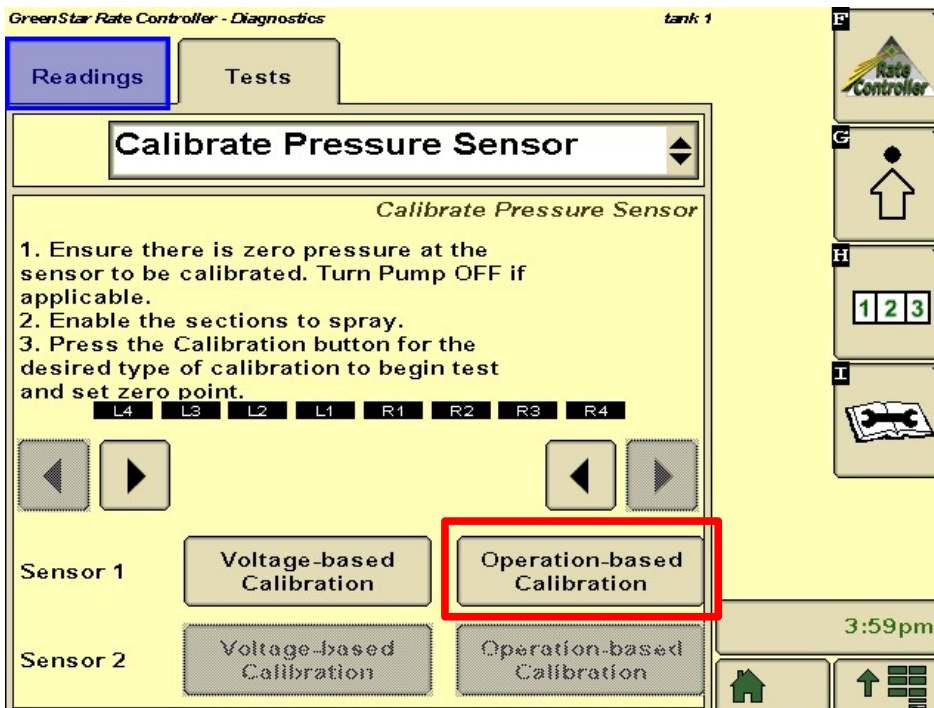 GreenStar Rate Controller - Diagnostics
tank 1
F
Readings
Tests
Rate
Controller
Calibrate Pressure Sensor
G
Calibrate Pressure Sensor
1. Ensure there is zero pressure at the
sensor to be calibrated. Turn Pump OFF if
applicable.
2. Enable the sections to spray.
3. Press the Calibration button for the
desired type of calibration to begin test
and set zero point.
H
1 2 3
I
L4 L3 L2 L1 R1 R2 R3 R4
Sensor 1
Voltage-based
Calibration
Operation-based
Calibration
Sensor 2
Voltage-based
Calibration
Operation-based
Calibration
3:59pm